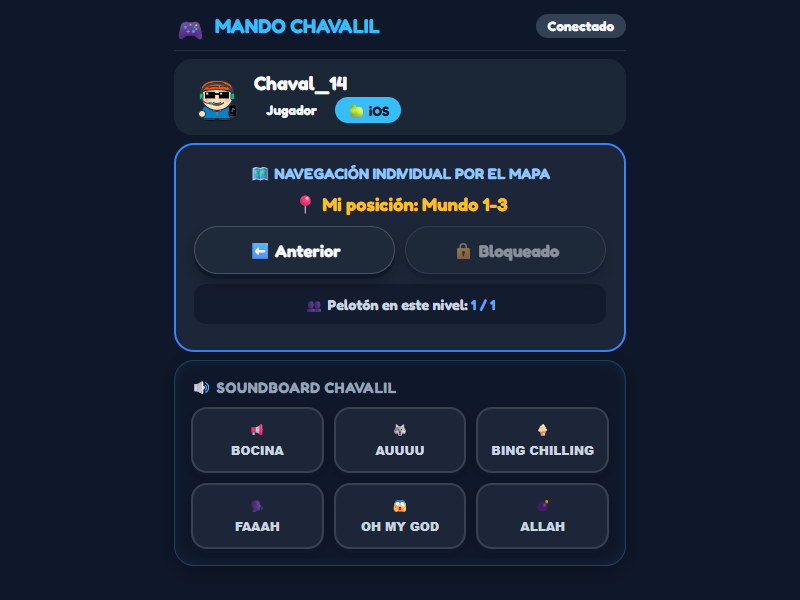 MANDO CHAVALIL
Conectado
Chaval_14
Jugador
iOS
NAVEGACIÓN INDIVIDUAL POR EL MAPA
Mi posición: Mundo 1-3
Anterior
Bloqueado
Pelotón en este nivel: 1 / 1
SOUNDBOARD CHAVALIL
BOCINA
AUUUU
BING CHILLING
FAAAH
OH MY GOD
ALLAH